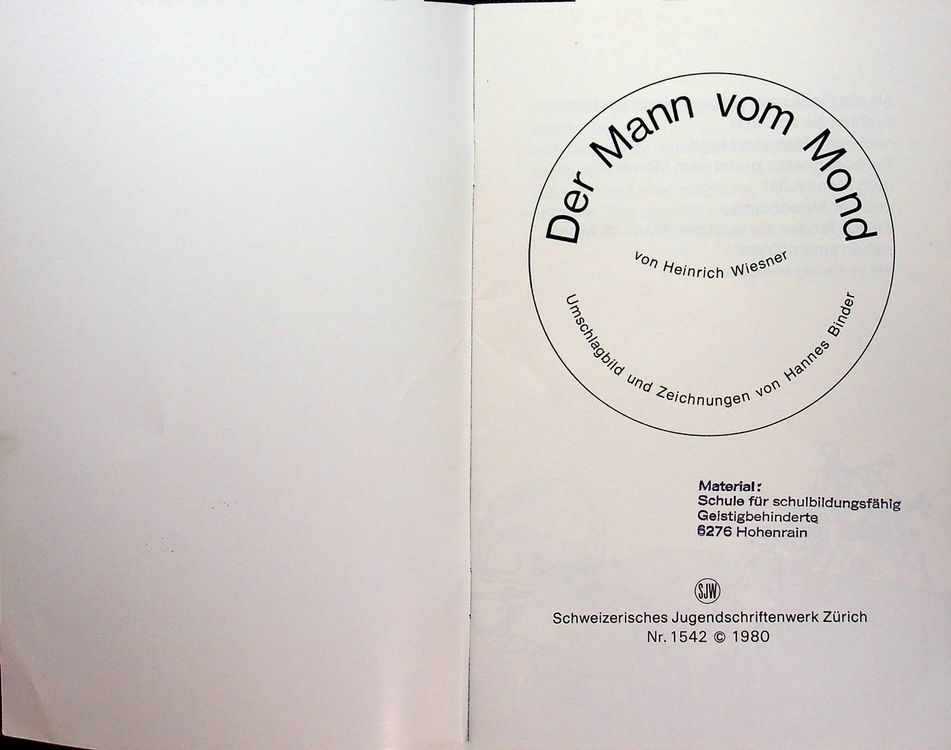 Der Mann vom Mond
von Heinrich Wiesner
Umschlagbild und Zeichnungen von Hannes Binder
Material:
Schule für schulbildungsfähig
Geistigbehinderte
6276 Hohenrain
SJW
Schweizerisches Jugendschriftenwerk Zürich
Nr. 1542 © 1980